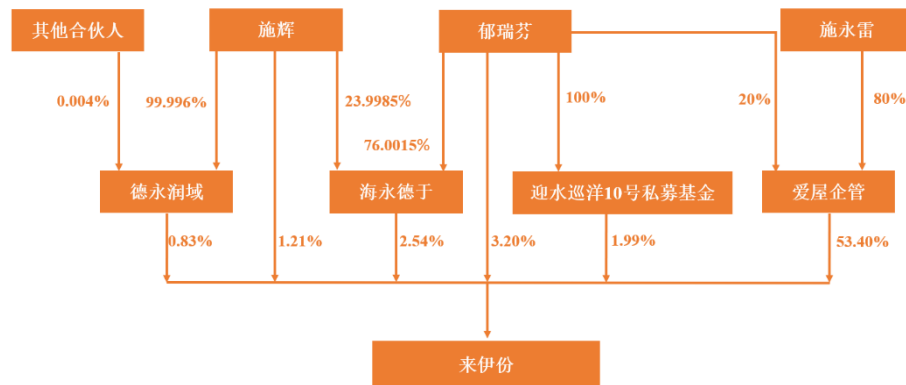 其他合伙人
施辉
郁瑞芬
施永雷
0.004%
99.996%
23.9985%
100%
20%
80%
76.0015%
德永润域
海永德于
迎水巡洋10号私募基金
爱屋企管
0.83%
1.21%
2.54%
3.20%
1.99%
53.40%
来伊份